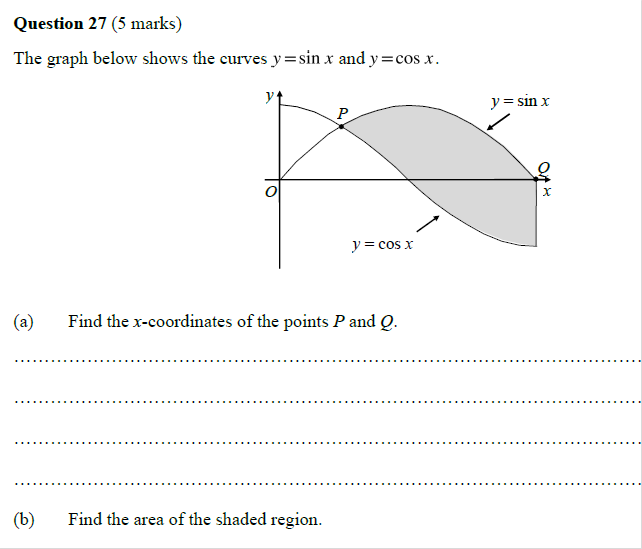 Question 27 (5 marks)
The graph below shows the curves y=sin x and y=cos x.
y
P
y = sin x
Q
O
x
y = cos x
(a) Find the x-coordinates of the points P and Q.
(b) Find the area of the shaded region.